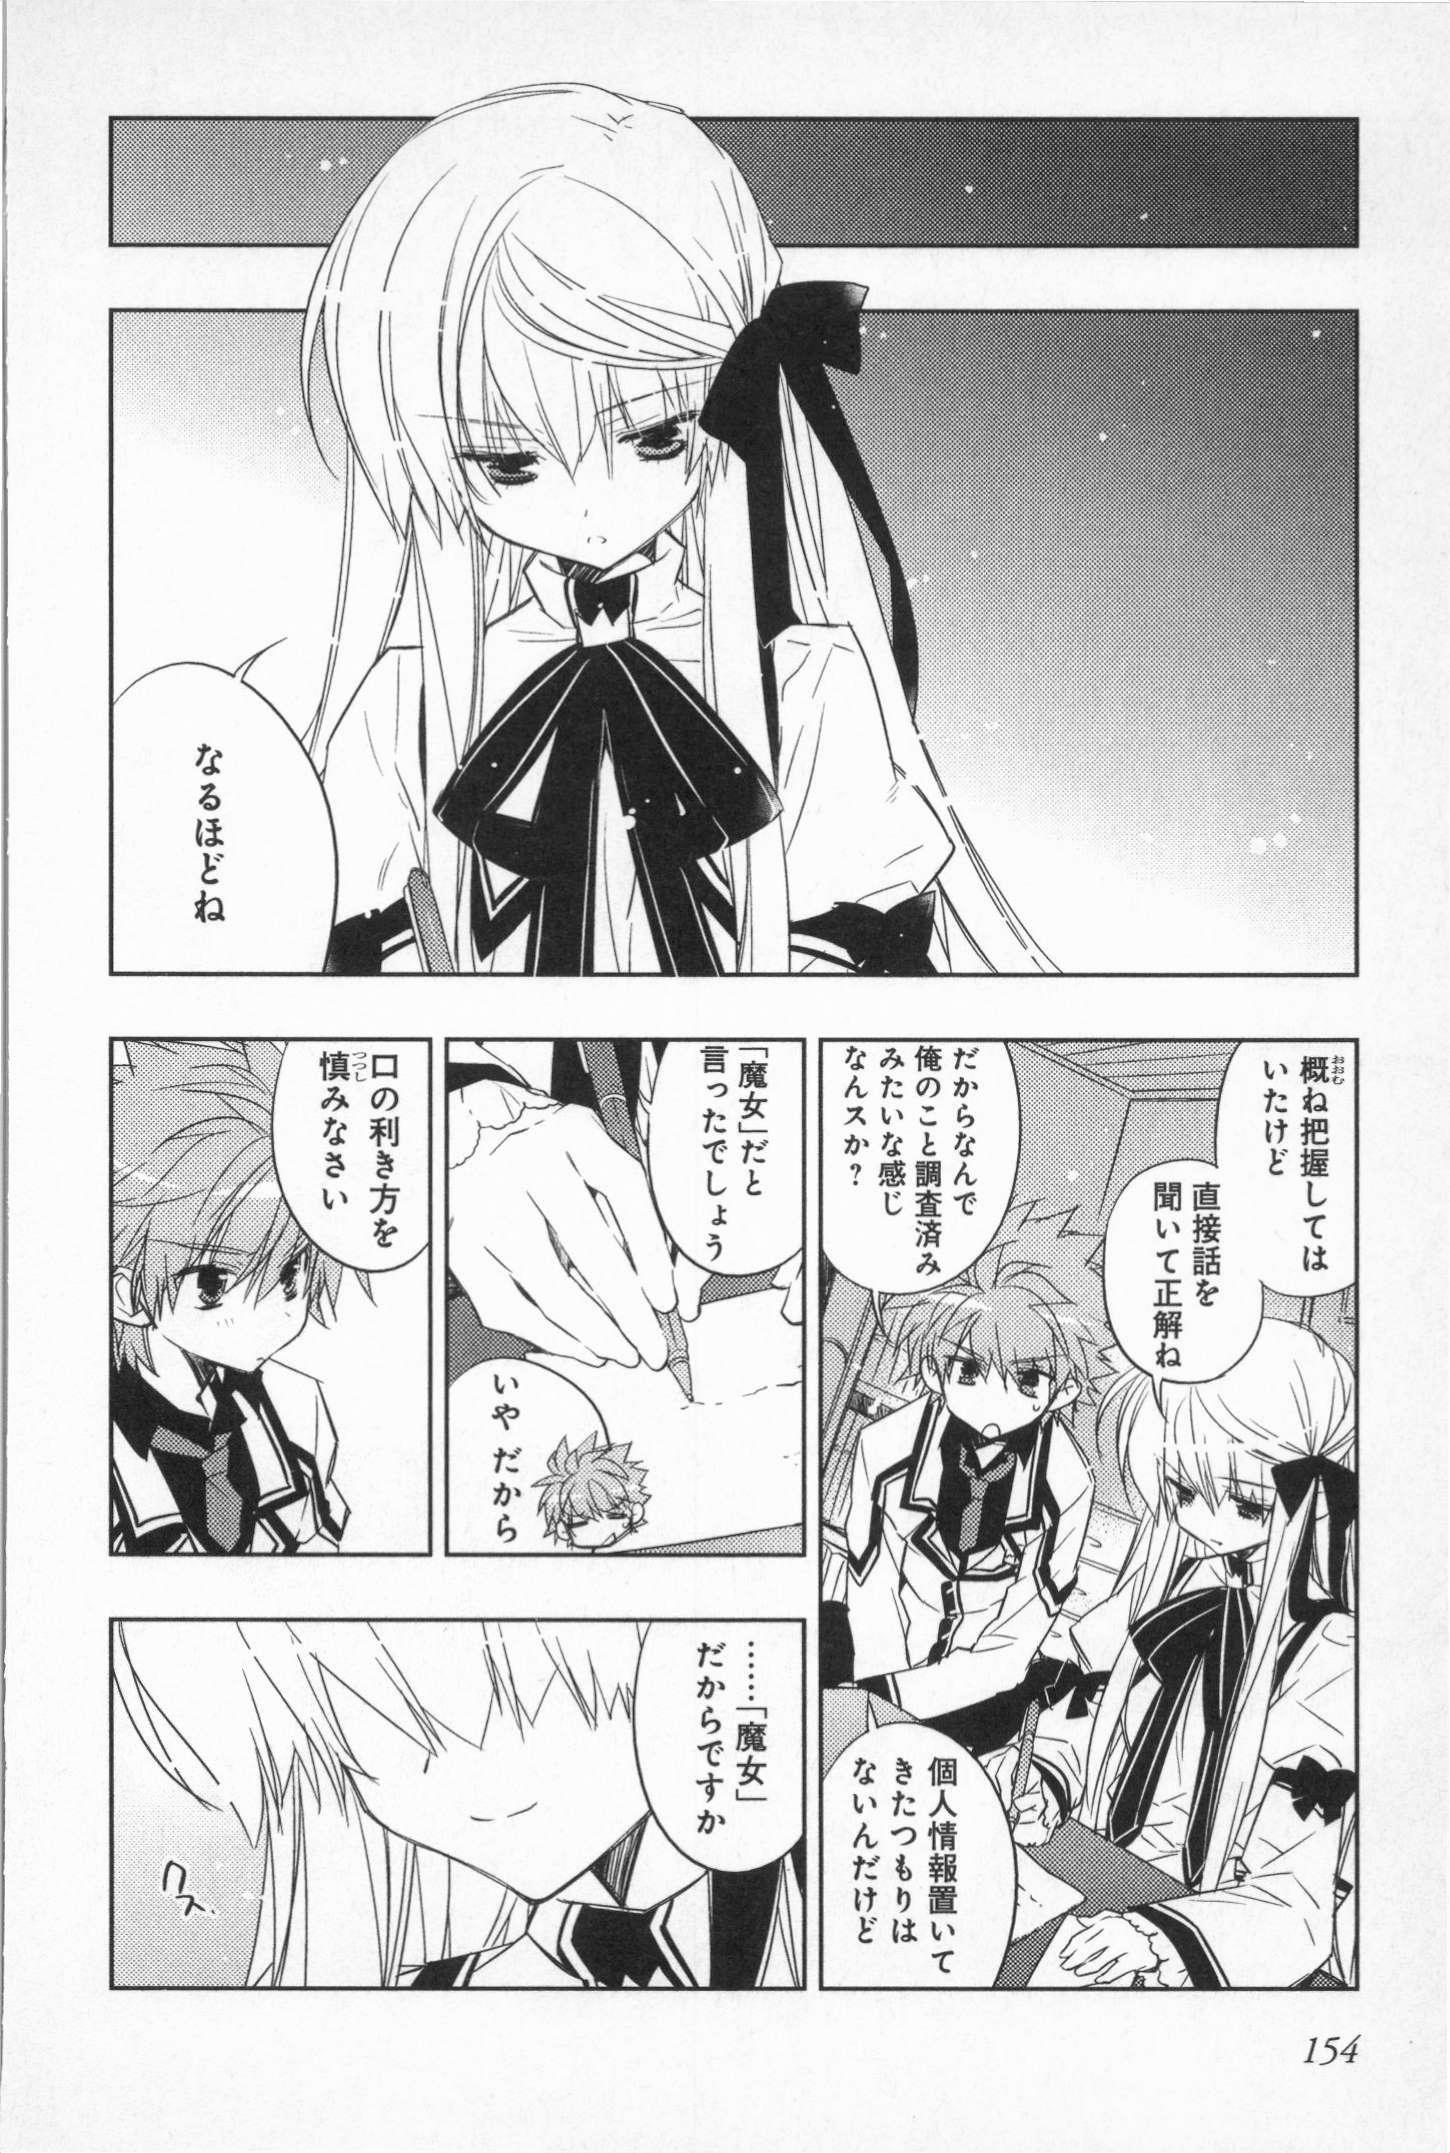 なるほどね
概ね把握しては
いたけど
直接話を
聞いて正解ね
だからなんで
俺のこと調査済み
みたいな感じ
なんスか？
個人情報置いて
きたつもりは
ないんだけど
「魔女」だと
言ったでしょう
いやだから
口の利き方を
慎みなさい
……「魔女」
だからですか
クス
154